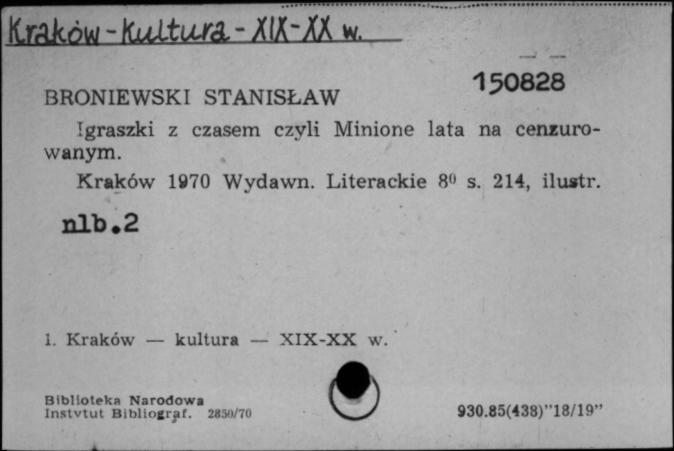 Kraków - Kultura - XIX-XX w.
150828
BRONIEWSKI STANISŁAW
Igraszki z czasem czyli Minione lata na cenzuro-
wanym.
Kraków 1970 Wydawn. Literackie 8⁰ s. 214, ilustr.
nlb.2
1. Kraków — kultura — XIX-XX w.
Biblioteka Narodowa
Instytut Bibliograf. 2850/70
930.85(438)"18/19"